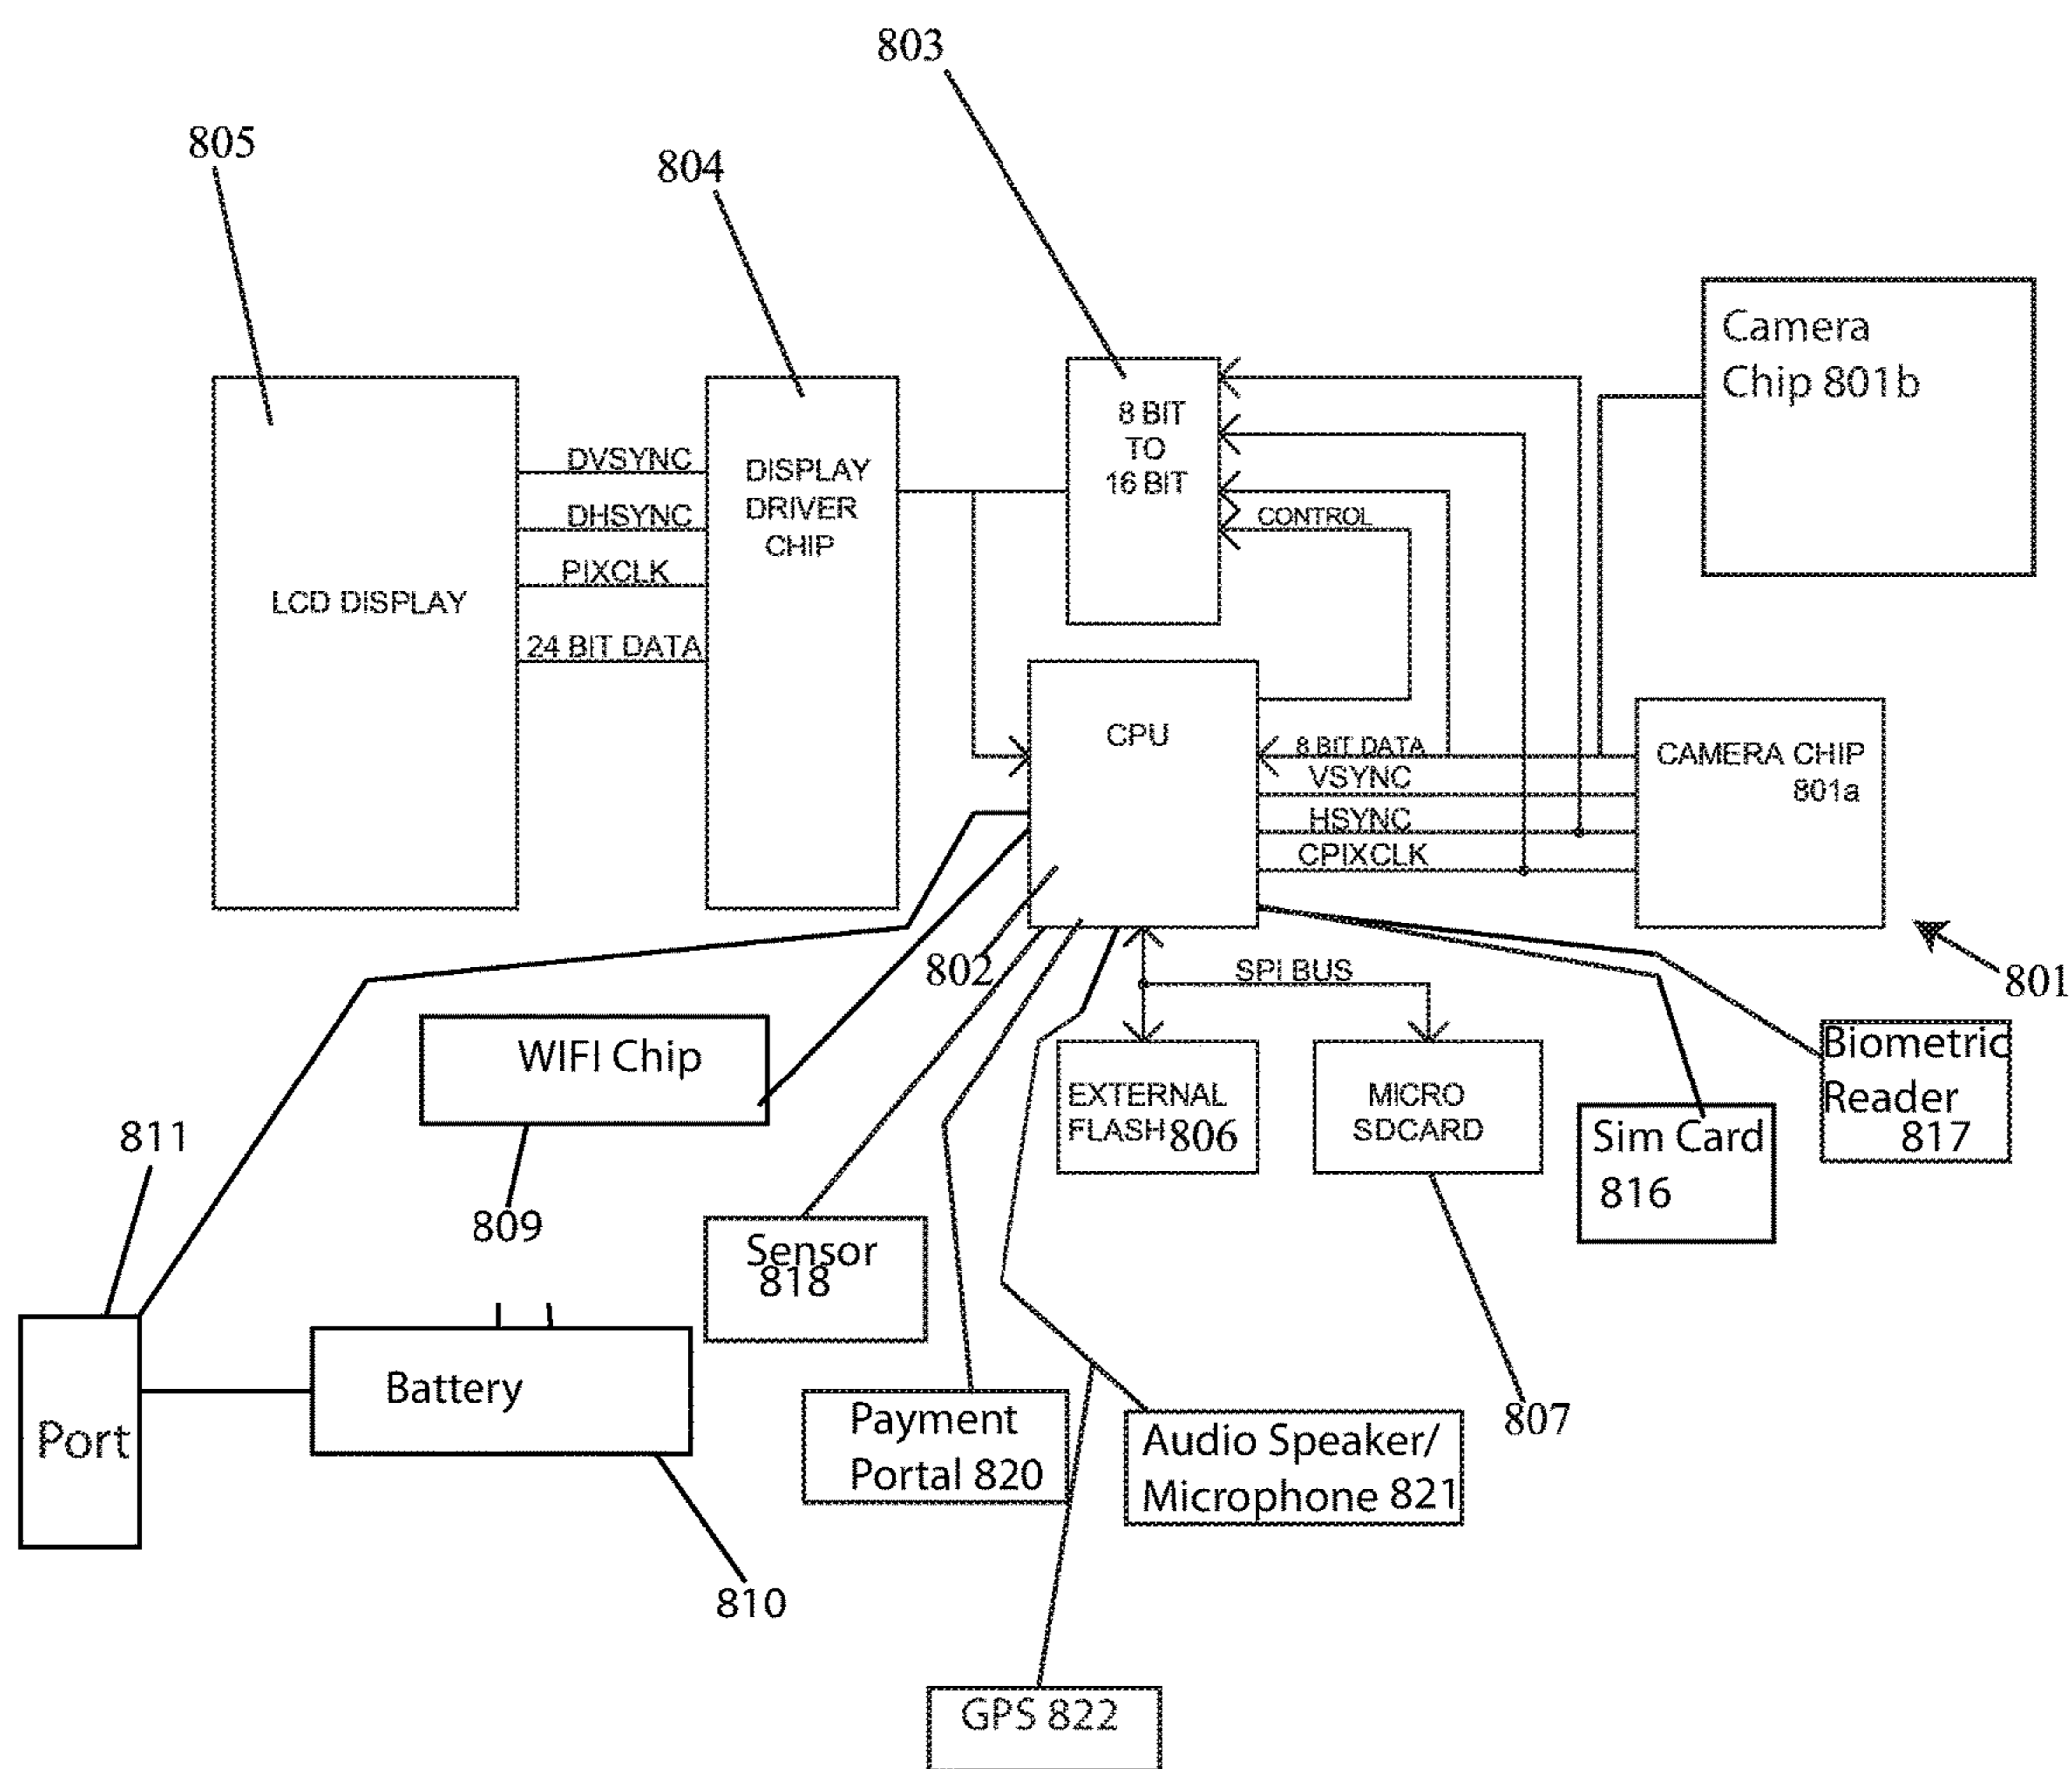 803
805
804
Camera
Chip 801b
8 BIT
TO
16 BIT
DVSYNC
DISPLAY
DRIVER
CHIP
DHSYNC
CONTROL
PIXCLK
LCD DISPLAY
24 BIT DATA
CPU
8 BIT DATA
CAMERA CHIP
801a
VSYNC
HSYNC
CPIXCLK
802
SPI BUS
801
WIFI Chip
Biometric
Reader
817
EXTERNAL
FLASH 806
MICRO
SDCARD
811
Sim Card
816
809
Sensor
818
Battery
Port
Payment
Portal 820
Audio Speaker/
Microphone 821
807
810
GPS 822